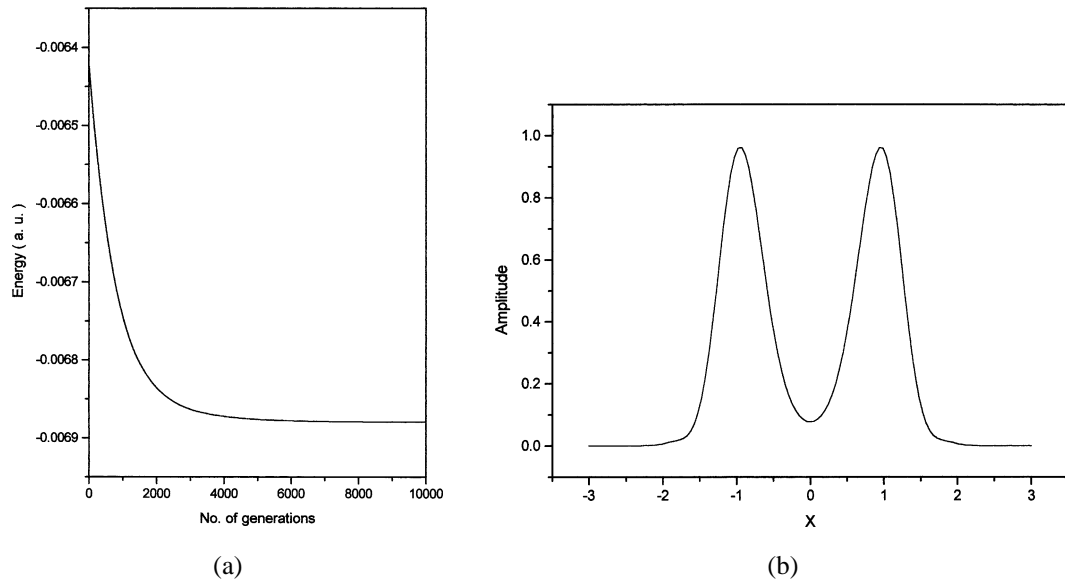 -0.0064
-0.0065
-0.0066
-0.0067
-0.0068
-0.0069
Energy ( a. u. )
0 2000 4000 6000 8000 10000
No. of generations
(a)
1.0
0.8
0.6
0.4
0.2
0.0
Amplitude
-3 -2 -1 0 1 2 3
X
(b)